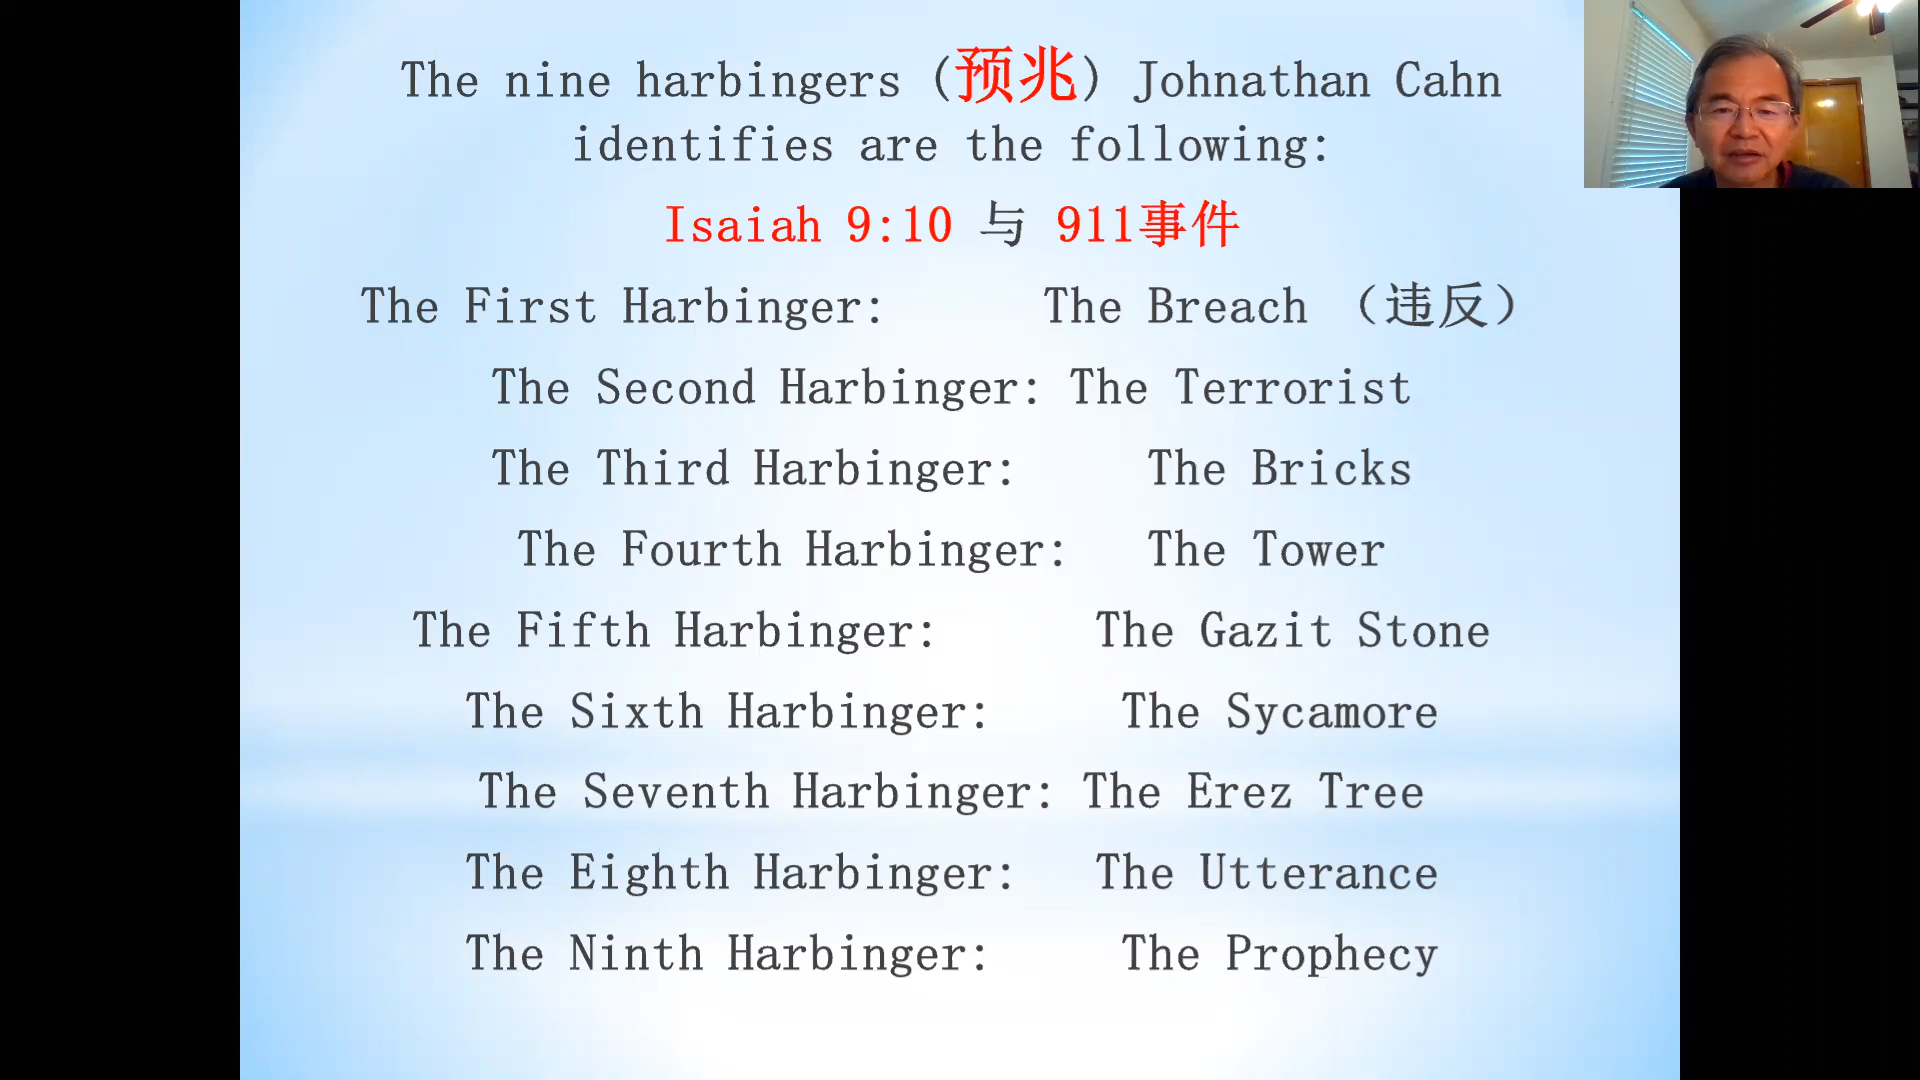 The nine harbingers (预兆) Johnathan Cahn
identifies are the following:
Isaiah 9:10 与 911事件
The First Harbinger: The Breach （违反）
The Second Harbinger: The Terrorist
The Third Harbinger: The Bricks
The Fourth Harbinger: The Tower
The Fifth Harbinger: The Gazit Stone
The Sixth Harbinger: The Sycamore
The Seventh Harbinger: The Erez Tree
The Eighth Harbinger: The Utterance
The Ninth Harbinger: The Prophecy